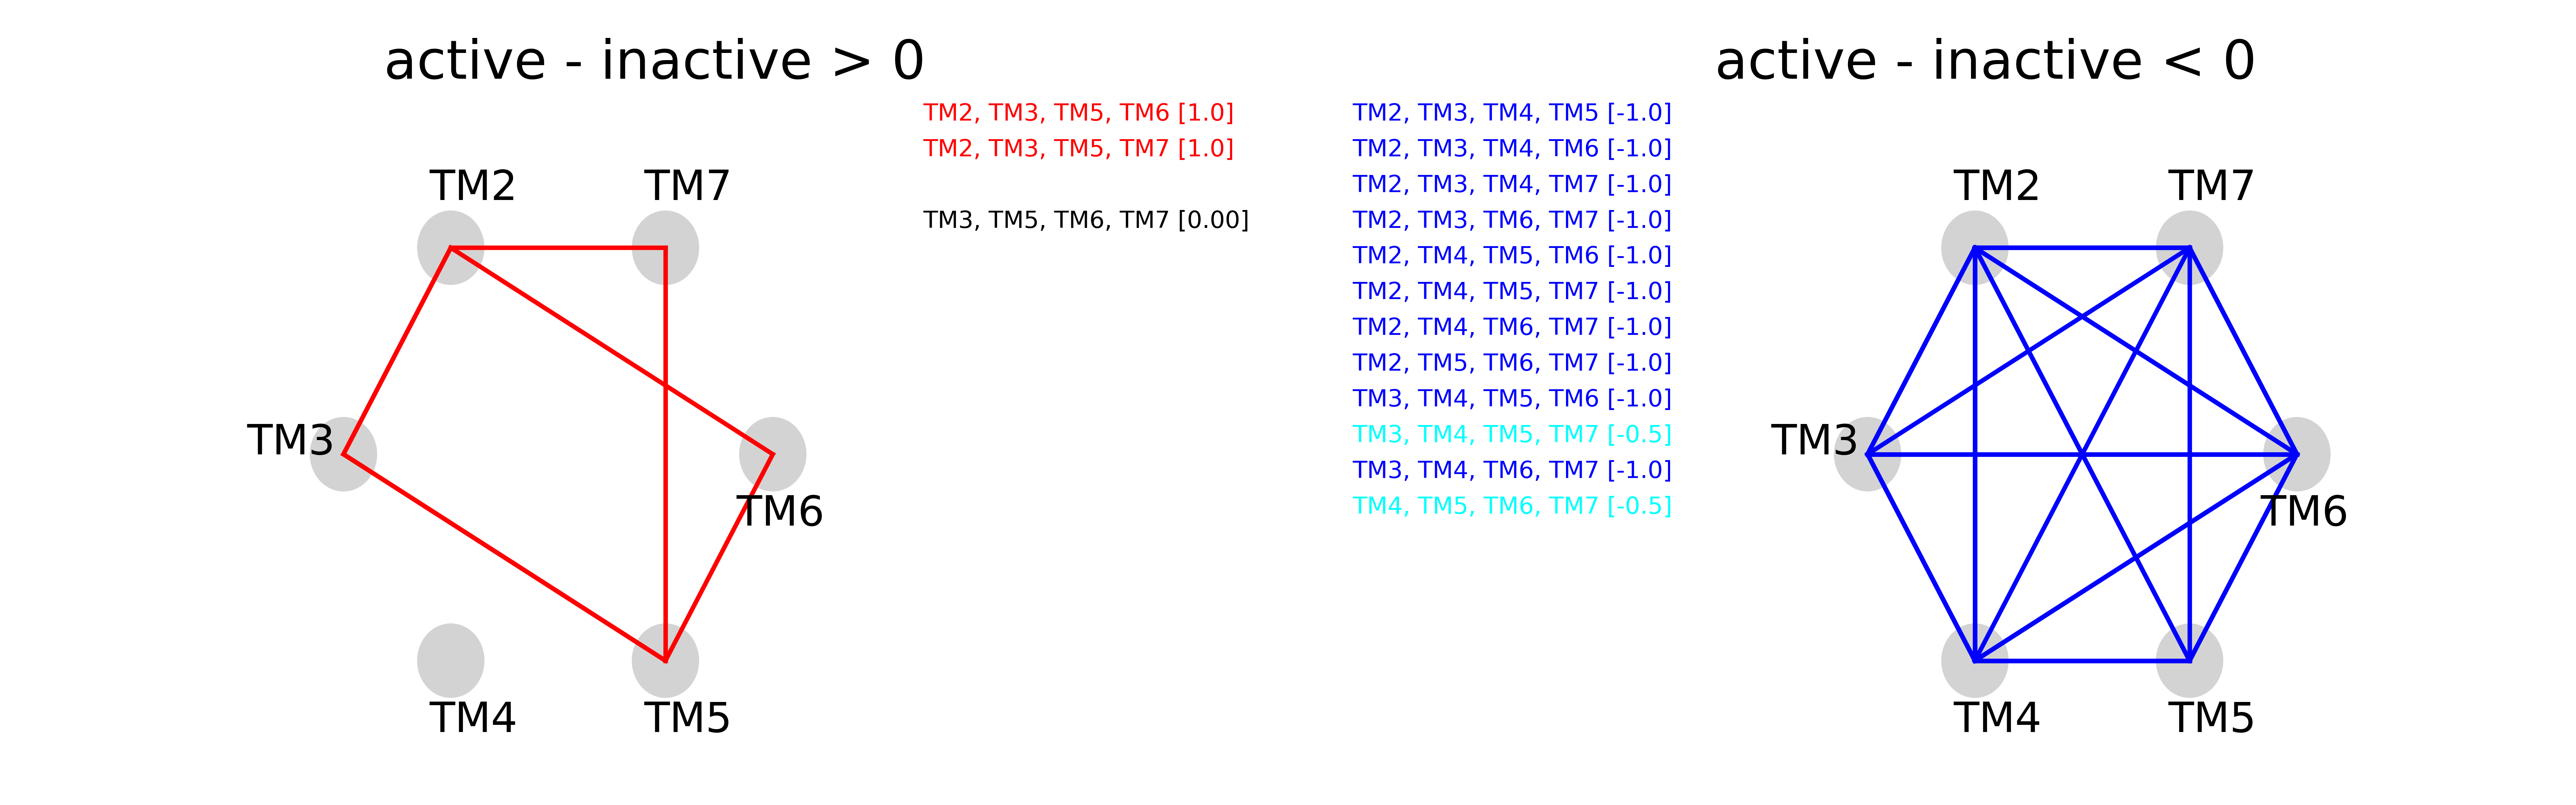 active - inactive > 0
TM2, TM3, TM5, TM6 [1.0]
TM2, TM3, TM5, TM7 [1.0]
TM3, TM5, TM6, TM7 [0.00]
TM2
TM7
TM3
TM6
TM4
TM5
active - inactive < 0
TM2, TM3, TM4, TM5 [-1.0]
TM2, TM3, TM4, TM6 [-1.0]
TM2, TM3, TM4, TM7 [-1.0]
TM2, TM3, TM6, TM7 [-1.0]
TM2, TM4, TM5, TM6 [-1.0]
TM2, TM4, TM5, TM7 [-1.0]
TM2, TM4, TM6, TM7 [-1.0]
TM2, TM5, TM6, TM7 [-1.0]
TM3, TM4, TM5, TM6 [-1.0]
TM3, TM4, TM5, TM7 [-0.5]
TM3, TM4, TM6, TM7 [-1.0]
TM4, TM5, TM6, TM7 [-0.5]
TM2
TM7
TM3
TM6
TM4
TM5